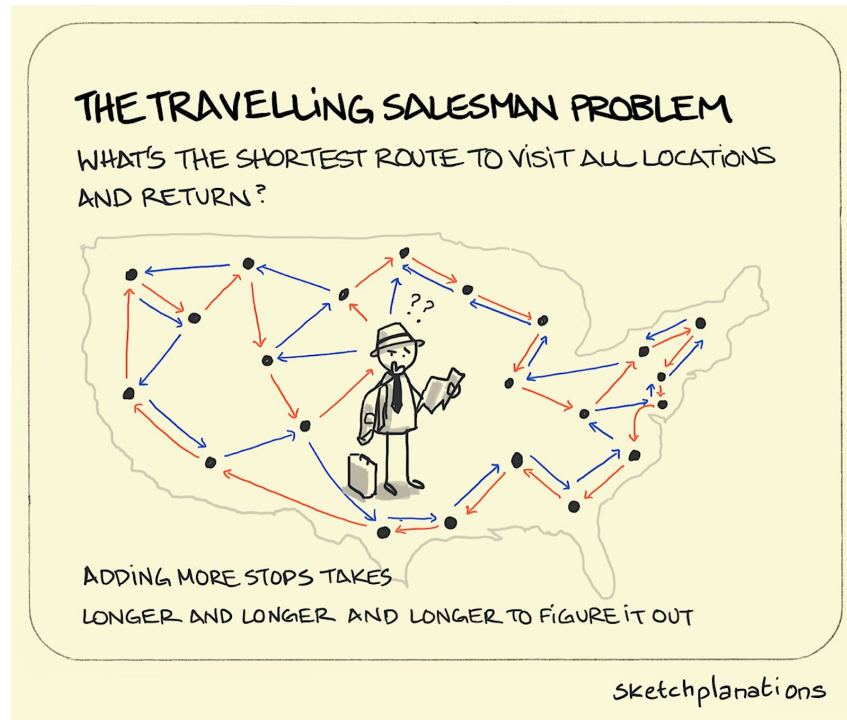 THE TRAVELLING SALESMAN PROBLEM
WHAT'S THE SHORTEST ROUTE TO VISIT ALL LOCATIONS
AND RETURN?
??
ADDING MORE STOPS TAKES
LONGER AND LONGER AND LONGER TO FIGURE IT OUT
sketchplanations